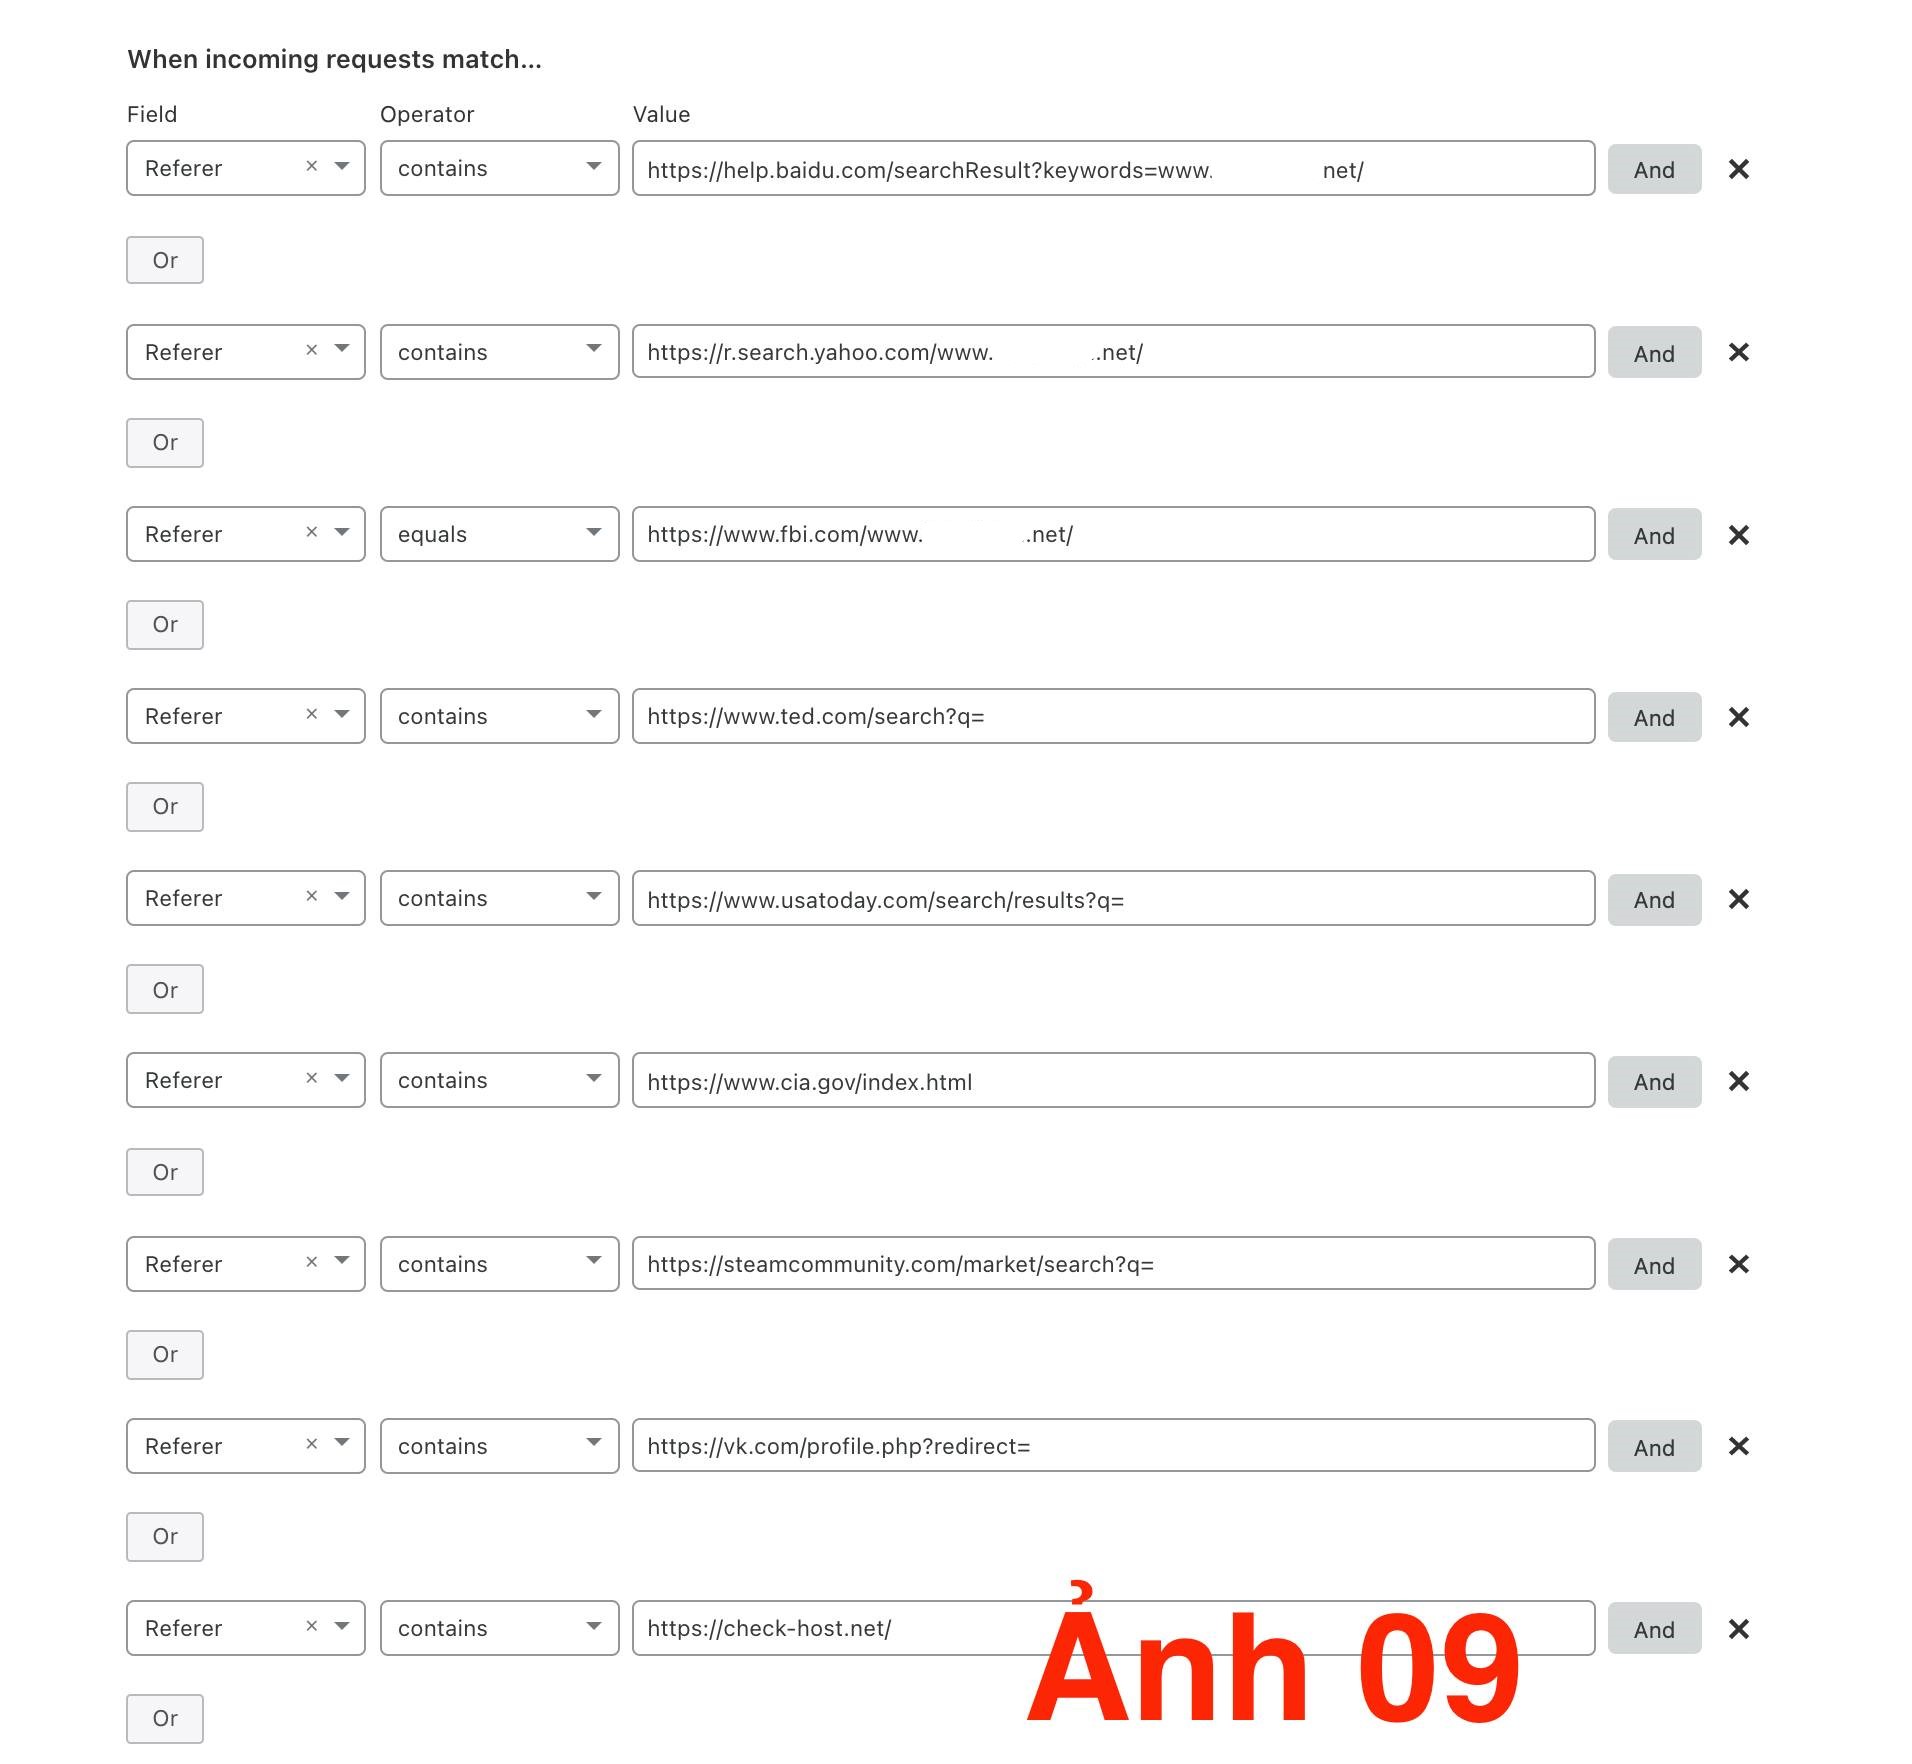 When incoming requests match...
Field Operator Value
Referer × contains https://help.baidu.com/searchResult?keywords=www. net/ And ×
Or
Referer × contains https://r.search.yahoo.com/www. .net/ And ×
Or
Referer × equals https://www.fbi.com/www. .net/ And ×
Or
Referer × contains https://www.ted.com/search?q= And ×
Or
Referer × contains https://www.usatoday.com/search/results?q= And ×
Or
Referer × contains https://www.cia.gov/index.html And ×
Or
Referer × contains https://steamcommunity.com/market/search?q= And ×
Or
Referer × contains https://vk.com/profile.php?redirect= And ×
Or
Referer × contains https://check-host.net/ And ×
Ảnh 09
Or